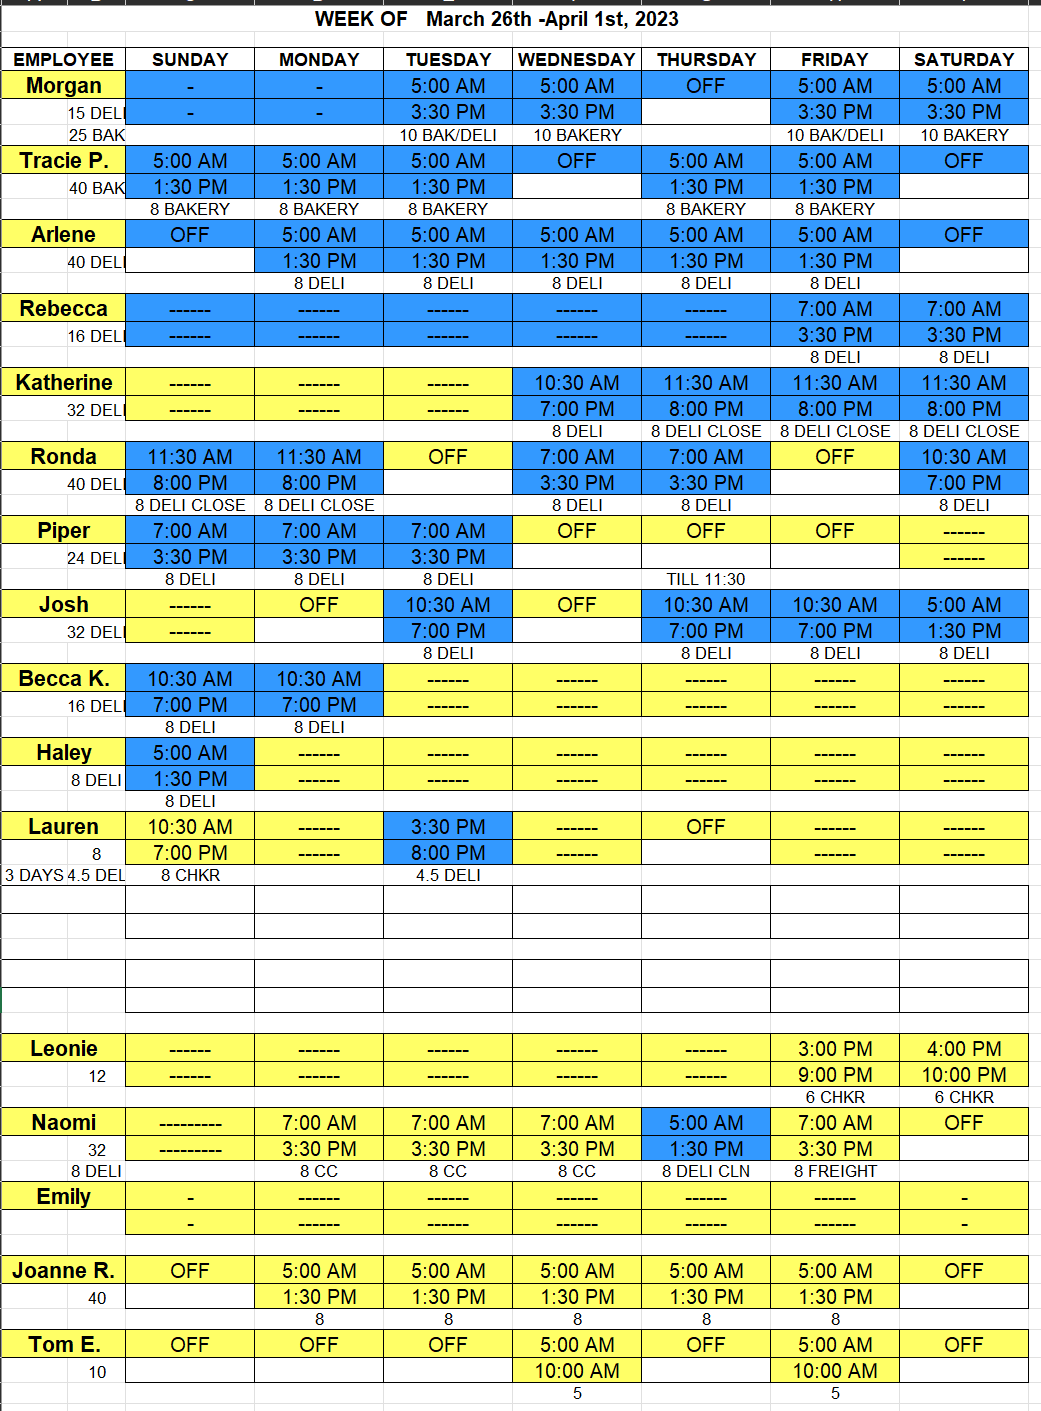 WEEK OF March 26th -April 1st, 2023
EMPLOYEE SUNDAY MONDAY TUESDAY WEDNESDAY THURSDAY FRIDAY SATURDAY
Morgan - - 5:00 AM 5:00 AM OFF 5:00 AM 5:00 AM
15 DELI - - 3:30 PM 3:30 PM 3:30 PM 3:30 PM
25 BAK 10 BAK/DELI 10 BAKERY 10 BAK/DELI 10 BAKERY
Tracie P. 5:00 AM 5:00 AM 5:00 AM OFF 5:00 AM 5:00 AM OFF
40 BAK 1:30 PM 1:30 PM 1:30 PM 1:30 PM 1:30 PM
8 BAKERY 8 BAKERY 8 BAKERY 8 BAKERY 8 BAKERY
Arlene OFF 5:00 AM 5:00 AM 5:00 AM 5:00 AM 5:00 AM OFF
40 DELI 1:30 PM 1:30 PM 1:30 PM 1:30 PM 1:30 PM
8 DELI 8 DELI 8 DELI 8 DELI 8 DELI
Rebecca ------ ------ ------ ------ ------ 7:00 AM 7:00 AM
16 DELI ------ ------ ------ ------ ------ 3:30 PM 3:30 PM
8 DELI 8 DELI
Katherine ------ ------ ------ 10:30 AM 11:30 AM 11:30 AM 11:30 AM
32 DELI ------ ------ ------ 7:00 PM 8:00 PM 8:00 PM 8:00 PM
8 DELI 8 DELI CLOSE 8 DELI CLOSE 8 DELI CLOSE
Ronda 11:30 AM 11:30 AM OFF 7:00 AM 7:00 AM OFF 10:30 AM
40 DELI 8:00 PM 8:00 PM 3:30 PM 3:30 PM 7:00 PM
8 DELI CLOSE 8 DELI CLOSE 8 DELI 8 DELI 8 DELI
Piper 7:00 AM 7:00 AM 7:00 AM OFF OFF OFF ------
24 DELI 3:30 PM 3:30 PM 3:30 PM ------
8 DELI 8 DELI 8 DELI TILL 11:30
Josh ------ OFF 10:30 AM OFF 10:30 AM 10:30 AM 5:00 AM
32 DELI ------ 7:00 PM 7:00 PM 7:00 PM 1:30 PM
8 DELI 8 DELI 8 DELI 8 DELI
Becca K. 10:30 AM 10:30 AM ------ ------ ------ ------ ------
16 DELI 7:00 PM 7:00 PM ------ ------ ------ ------ ------
8 DELI 8 DELI
Haley 5:00 AM ------ ------ ------ ------ ------ ------
8 DELI 1:30 PM ------ ------ ------ ------ ------ ------
8 DELI
Lauren 10:30 AM ------ 3:30 PM ------ OFF ------ ------
8 7:00 PM ------ 8:00 PM ------ ------ ------
3 DAYS 4.5 DEL 8 CHKR 4.5 DELI
Leonie ------ ------ ------ ------ ------ 3:00 PM 4:00 PM
12 ------ ------ ------ ------ ------ 9:00 PM 10:00 PM
6 CHKR 6 CHKR
Naomi --------- 7:00 AM 7:00 AM 7:00 AM 5:00 AM 7:00 AM OFF
32 --------- 3:30 PM 3:30 PM 3:30 PM 1:30 PM 3:30 PM
8 DELI 8 CC 8 CC 8 CC 8 DELI CLN 8 FREIGHT
Emily - ------ ------ ------ ------ ------ -
- ------ ------ ------ ------ ------ -
Joanne R. OFF 5:00 AM 5:00 AM 5:00 AM 5:00 AM 5:00 AM OFF
40 1:30 PM 1:30 PM 1:30 PM 1:30 PM 1:30 PM
8 8 8 8 8
Tom E. OFF OFF OFF 5:00 AM OFF 5:00 AM OFF
10 10:00 AM 10:00 AM
5 5